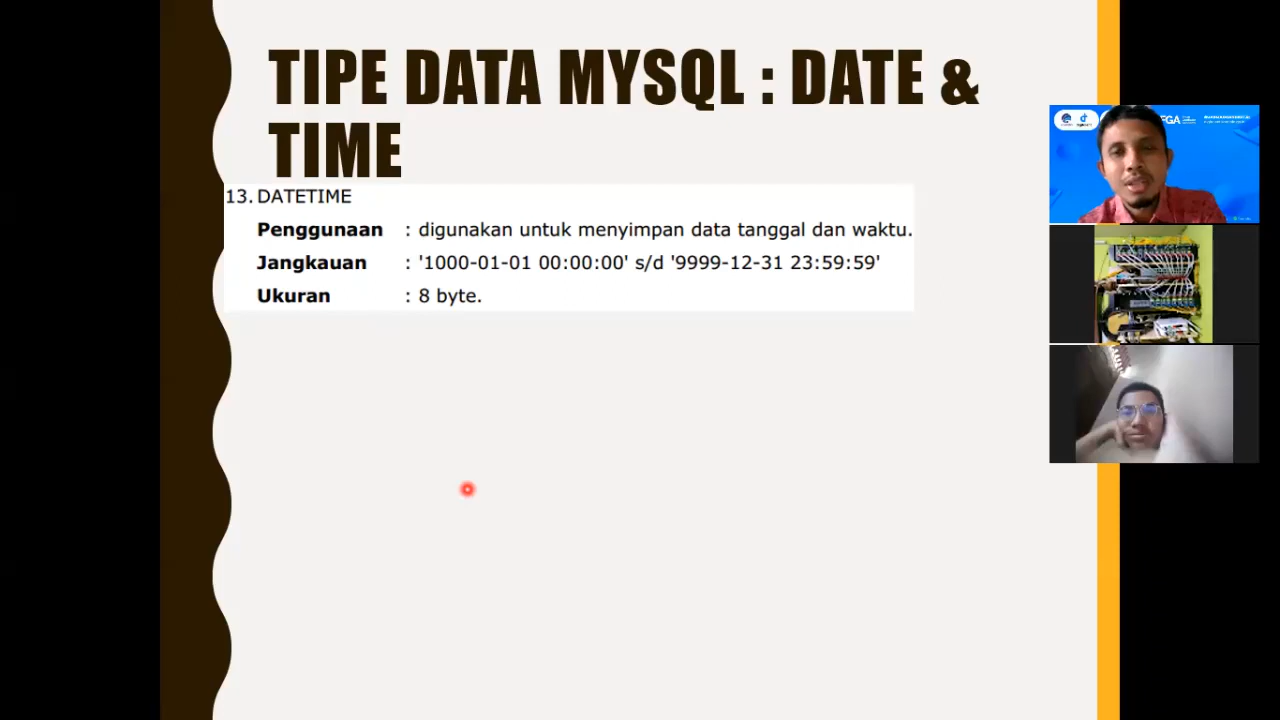 TIPE DATA MYSQL : DATE &
TIME
13. DATETIME
Penggunaan : digunakan untuk menyimpan data tanggal dan waktu.
Jangkauan : '1000-01-01 00:00:00' s/d '9999-12-31 23:59:59'
Ukuran : 8 byte.